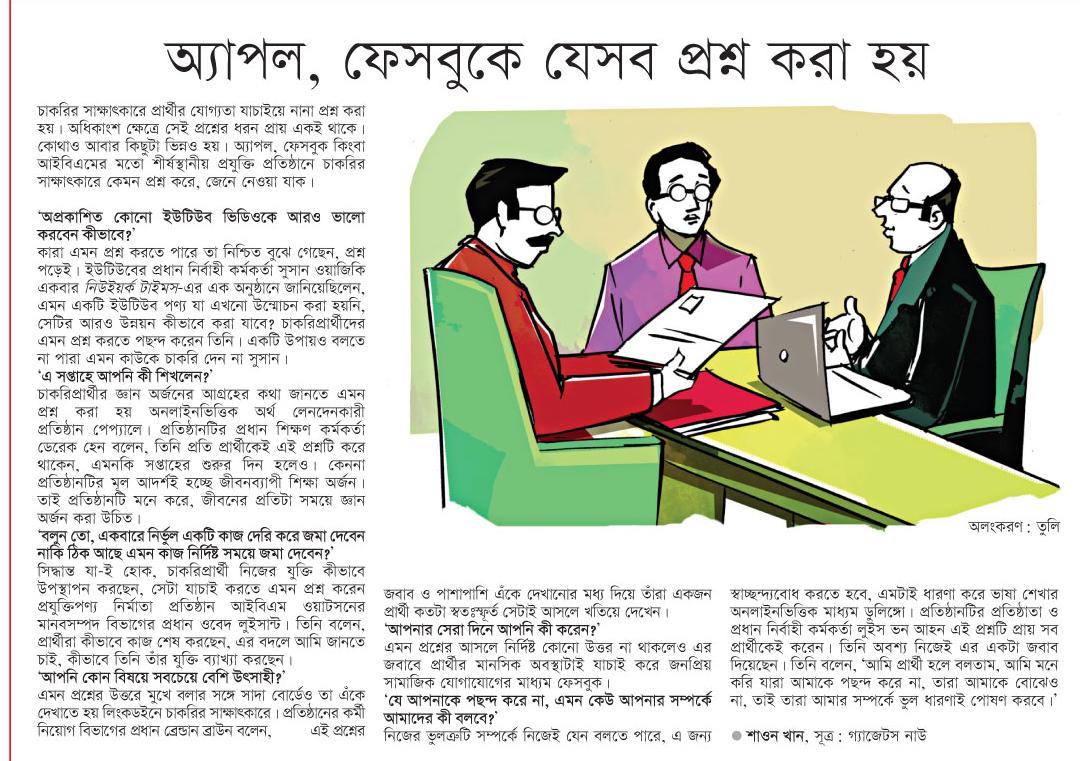 অ্যাপল, ফেসবুকে যেসব প্রশ্ন করা হয়
চাকরির সাক্ষাৎকারে প্রার্থীর যোগ্যতা যাচাইয়ে নানা প্রশ্ন করা
হয়। অধিকাংশ ক্ষেত্রে সেই প্রশ্নের ধরন প্রায় একই থাকে।
কোথাও আবার কিছুটা ভিন্নও হয়। অ্যাপল, ফেসবুক কিংবা
আইবিএমের মতো শীর্ষস্থানীয় প্রযুক্তি প্রতিষ্ঠানে চাকরির
সাক্ষাৎকারে কেমন প্রশ্ন করে, জেনে নেওয়া যাক।
‘অপ্রকাশিত কোনো ইউটিউব ভিডিওকে আরও ভালো
করবেন কীভাবে?’
কারা এমন প্রশ্ন করতে পারে তা নিশ্চিত বুঝে গেছেন, প্রশ্ন
পড়েই। ইউটিউবের প্রধান নির্বাহী কর্মকর্তা সুসান ওয়াজিকি
একবার নিউইয়র্ক টাইমস-এর এক অনুষ্ঠানে জানিয়েছিলেন,
এমন একটি ইউটিউব পণ্য যা এখনো উন্মোচন করা হয়নি,
সেটির আরও উন্নয়ন কীভাবে করা যাবে? চাকরিপ্রার্থীদের
এমন প্রশ্ন করতে পছন্দ করেন তিনি। একটি উপায়ও বলতে
না পারা এমন কাউকে চাকরি দেন না সুসান।
‘এ সপ্তাহে আপনি কী শিখলেন?’
চাকরিপ্রার্থীর জ্ঞান অর্জনের আগ্রহের কথা জানতে এমন
প্রশ্ন করা হয় অনলাইনভিত্তিক অর্থ লেনদেনকারী
প্রতিষ্ঠান পেপ্যালে। প্রতিষ্ঠানটির প্রধান শিক্ষণ কর্মকর্তা
ডেরেক হেন বলেন, তিনি প্রতি প্রার্থীকেই এই প্রশ্নটি করে
থাকেন, এমনকি সপ্তাহের শুরুর দিন হলেও। কেননা
প্রতিষ্ঠানটির মূল আদর্শই হচ্ছে জীবনব্যাপী শিক্ষা অর্জন।
তাই প্রতিষ্ঠানটি মনে করে, জীবনের প্রতিটা সময়ে জ্ঞান
অর্জন করা উচিত।
‘বলুন তো, একবারে নির্ভুল একটি কাজ দেরি করে জমা দেবেন
নাকি ঠিক আছে এমন কাজ নির্দিষ্ট সময়ে জমা দেবেন?’
সিদ্ধান্ত যা-ই হোক, চাকরিপ্রার্থী নিজের যুক্তি কীভাবে
উপস্থাপন করছেন, সেটা যাচাই করতে এমন প্রশ্ন করেন
প্রযুক্তিপণ্য নির্মাতা প্রতিষ্ঠান আইবিএম ওয়াটসনের
মানবসম্পদ বিভাগের প্রধান ওবেদ লুইসান্ট। তিনি বলেন,
প্রার্থীরা কীভাবে কাজ শেষ করছেন, এর বদলে আমি জানতে
চাই, কীভাবে তিনি তাঁর যুক্তি ব্যাখ্যা করছেন।
‘আপনি কোন বিষয়ে সবচেয়ে বেশি উৎসাহী?’
এমন প্রশ্নের উত্তরে মুখে বলার সঙ্গে সাদা বোর্ডেও তা এঁকে
দেখাতে হয় লিংকডইনে চাকরির সাক্ষাৎকারে। প্রতিষ্ঠানের কর্মী
নিয়োগ বিভাগের প্রধান ব্রেন্ডান ব্রাউন বলেন, এই প্রশ্নের
অলংকরণ : তুলি
জবাব ও পাশাপাশি এঁকে দেখানোর মধ্য দিয়ে তাঁরা একজন
প্রার্থী কতটা স্বতঃস্ফূর্ত সেটাই আসলে খতিয়ে দেখেন।
‘আপনার সেরা দিনে আপনি কী করেন?’
এমন প্রশ্নের আসলে নির্দিষ্ট কোনো উত্তর না থাকলেও এর
জবাবে প্রার্থীর মানসিক অবস্থাটাই যাচাই করে জনপ্রিয়
সামাজিক যোগাযোগের মাধ্যম ফেসবুক।
‘যে আপনাকে পছন্দ করে না, এমন কেউ আপনার সম্পর্কে
আমাদের কী বলবে?’
নিজের ভুলত্রুটি সম্পর্কে নিজেই যেন বলতে পারে, এ জন্য
স্বাচ্ছন্দ্যবোধ করতে হবে, এমনটাই ধারণা করে ভাষা শেখার
অনলাইনভিত্তিক মাধ্যম ডুলিঙ্গো। প্রতিষ্ঠানটির প্রতিষ্ঠাতা ও
প্রধান নির্বাহী কর্মকর্তা লুইস ভন আহন এই প্রশ্নটি প্রায় সব
প্রার্থীকেই করেন। তিনি অবশ্য নিজেই এর একটা জবাব
দিয়েছেন। তিনি বলেন, ‘আমি প্রার্থী হলে বলতাম, আমি মনে
করি যারা আমাকে পছন্দ করে না, তারা আমাকে বোঝেও
না, তাই তারা আমার সম্পর্কে ভুল ধারণাই পোষণ করবে।’
● শাওন খান, সূত্র : গ্যাজেটস নাউ